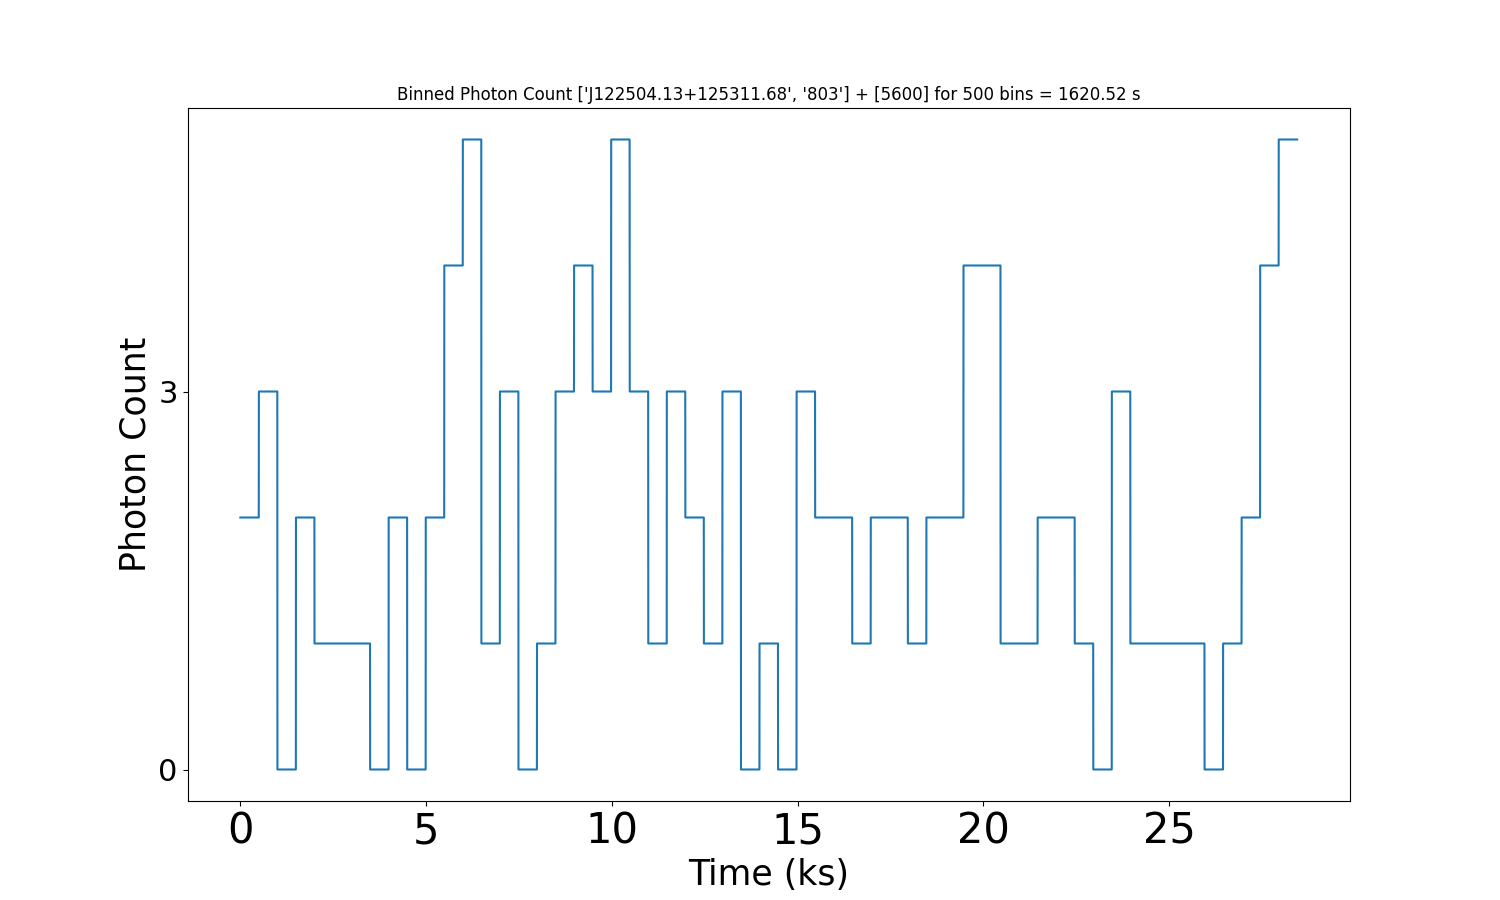 Binned Photon Count ['J122504.13+125311.68', '803'] + [5600] for 500 bins = 1620.52 s
Photon Count
3
0
0 5 10 15 20 25
Time (ks)